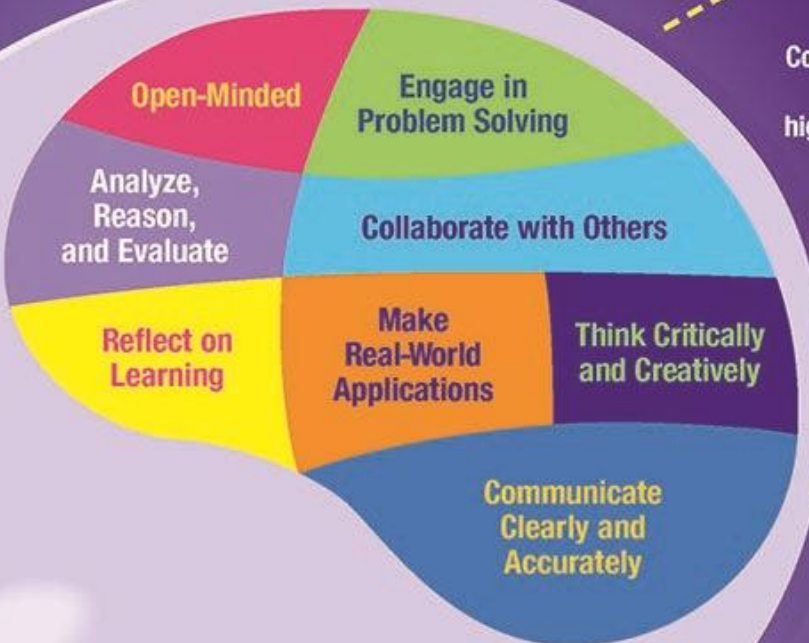 Open-Minded
Engage in
Problem Solving
Analyze,
Reason,
and Evaluate
Collaborate with Others
Reflect on
Learning
Make
Real-World
Applications
Think Critically
and Creatively
Communicate
Clearly and
Accurately